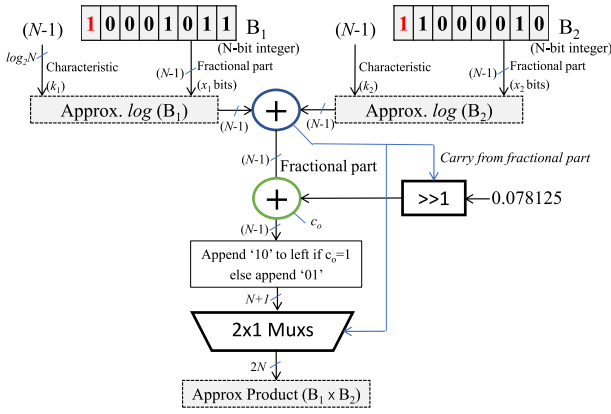 (N-1) 1 0 0 0 1 0 1 1 B1 (N-1) 1 1 0 0 0 0 1 0 B2
(N-bit integer) (N-bit integer)
log2N Characteristic (k1) (N-1) Fractional part (x1 bits)
Characteristic (k2) (N-1) Fractional part (x2 bits)
Approx. log (B1) (N-1) + (N-1) Approx. log (B2)
(N-1) Fractional part Carry from fractional part
+ >>1 0.078125
(N-1) co
Append ‘10’ to left if co=1
else append ‘01’
N+1
2x1 Muxs
2N
Approx Product (B1 x B2)